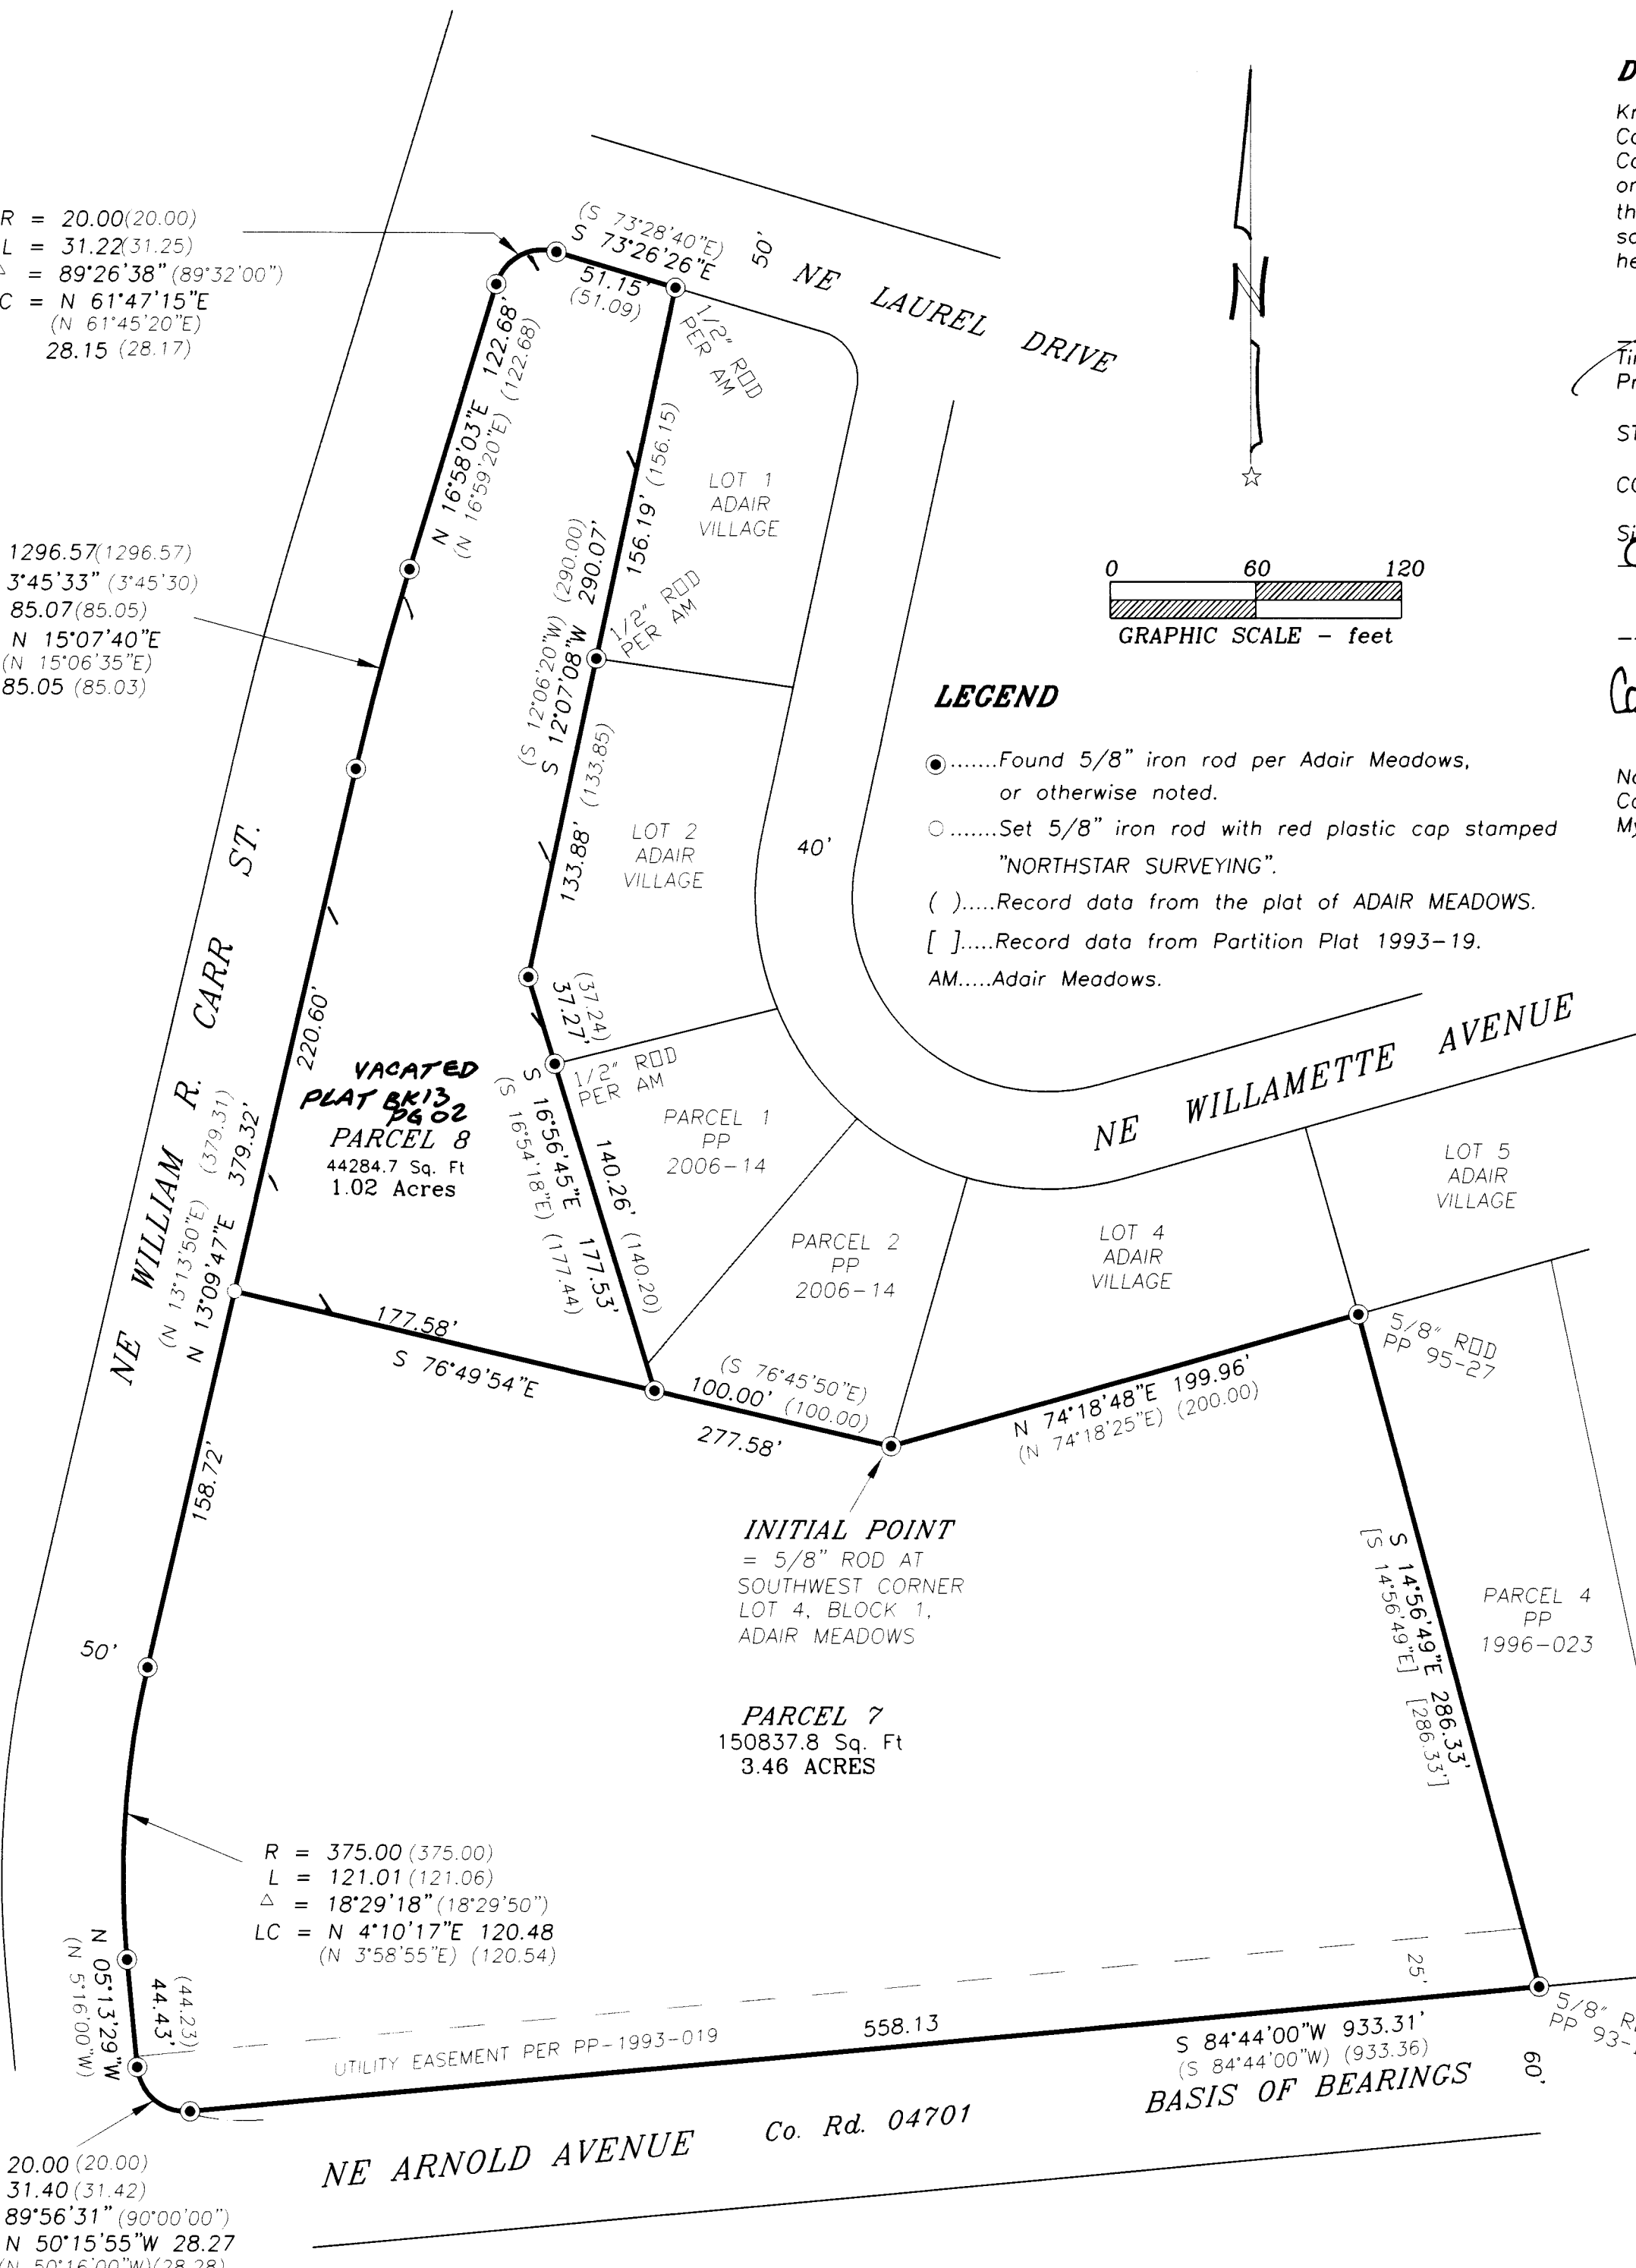 R = 20.00(20.00)
L = 31.22(31.25)
= 89°26'38" (89°32'00")
C = N 61°47'15"E
(N 61°45'20"E)
28.15 (28.17)
(S 73°28'40"E)
S 73°26'26"E
51.15'
(51.09)
50'
NE LAUREL DRIVE
1/2" ROD
PER AM
N 16°58'03"E 122.68'
(N 16°59'20"E) (122.68)
156.19' (156.15)
LOT 1
ADAIR
VILLAGE
N
1296.57(1296.57)
3°45'33" (3°45'30)
85.07(85.05)
N 15°07'40"E
(N 15°06'35"E)
85.05 (85.03)
(S 12°06'20"W) (290.00)
S 12°07'08"W 290.07'
1/2" ROD
PER AM
0 60 120
GRAPHIC SCALE - feet
LEGEND
.......Found 5/8" iron rod per Adair Meadows,
or otherwise noted.
.......Set 5/8" iron rod with red plastic cap stamped
"NORTHSTAR SURVEYING".
( ).....Record data from the plat of ADAIR MEADOWS.
[ ].....Record data from Partition Plat 1993-19.
AM.....Adair Meadows.
133.88' (133.85)
LOT 2
ADAIR
VILLAGE
40'
NE WILLIAM R. CARR ST.
220.60'
(N 13°13'50"E) (379.31)
N 13°09'47"E 379.32'
VACATED
PLAT BK13
PG 02
PARCEL 8
44284.7 Sq. Ft
1.02 Acres
(37.24)
37.27'
1/2" ROD
PER AM
S 16°56'45"E 177.53'
(S 16°54'18"E) (177.44)
140.26' (140.20)
PARCEL 1
PP
2006-14
PARCEL 2
PP
2006-14
NE WILLAMETTE AVENUE
LOT 4
ADAIR
VILLAGE
LOT 5
ADAIR
VILLAGE
177.58'
S 76°49'54"E
(S 76°45'50"E)
100.00' (100.00)
277.58'
N 74°18'48"E 199.96'
(N 74°18'25"E) (200.00)
5/8" ROD
PP 95-27
158.72'
INITIAL POINT
= 5/8" ROD AT
SOUTHWEST CORNER
LOT 4, BLOCK 1,
ADAIR MEADOWS
S 14°56'49"E 286.33'
[S 14°56'49"E] [286.33']
PARCEL 4
PP
1996-023
50'
PARCEL 7
150837.8 Sq. Ft
3.46 ACRES
R = 375.00 (375.00)
L = 121.01 (121.06)
△ = 18°29'18" (18°29'50")
LC = N 4°10'17"E 120.48
(N 3°58'55"E) (120.54)
N 05°13'29"W
(N 5°16'00"W)
44.43'
(44.23)
25'
UTILITY EASEMENT PER PP-1993-019
558.13
S 84°44'00"W 933.31'
(S 84°44'00"W) (933.36)
BASIS OF BEARINGS
60'
5/8" R
PP 93-
NE ARNOLD AVENUE Co. Rd. 04701
20.00 (20.00)
31.40 (31.42)
89°56'31" (90°00'00")
N 50°15'55"W 28.27
(N 50°16'00"W)(28.28)